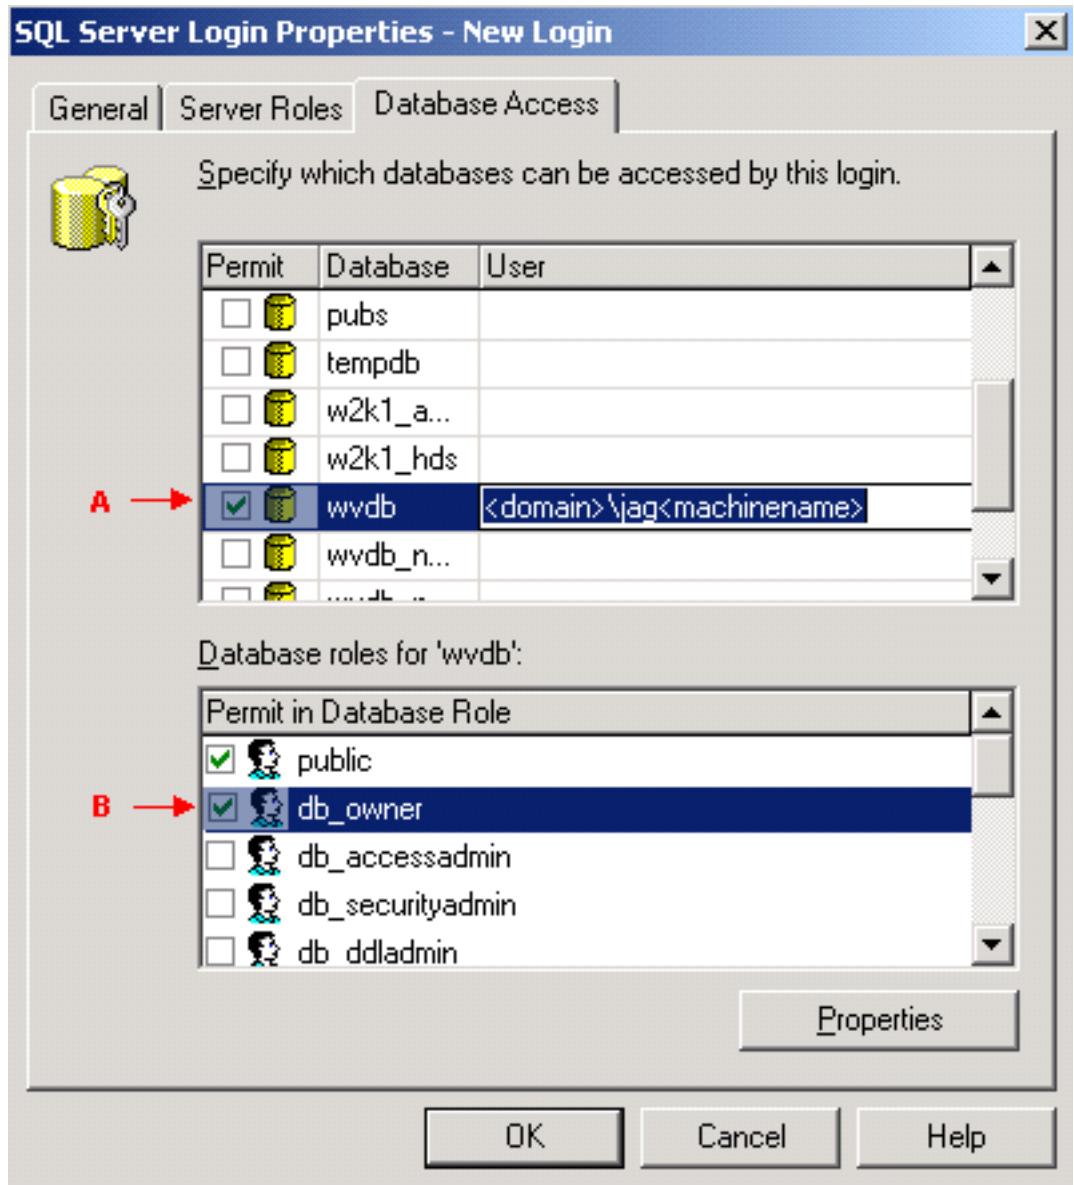 SQL Server Login Properties - New Login
General Server Roles Database Access
Specify which databases can be accessed by this login.
Permit Database User
pubs
tempdb
w2k1_a...
w2k1_hds
A wvdb <domain>\jag<machinename>
wvdb_n...
Database roles for 'wvdb':
Permit in Database Role
public
B db_owner
db_accessadmin
db_securityadmin
db_ddladmin
Properties
OK Cancel Help